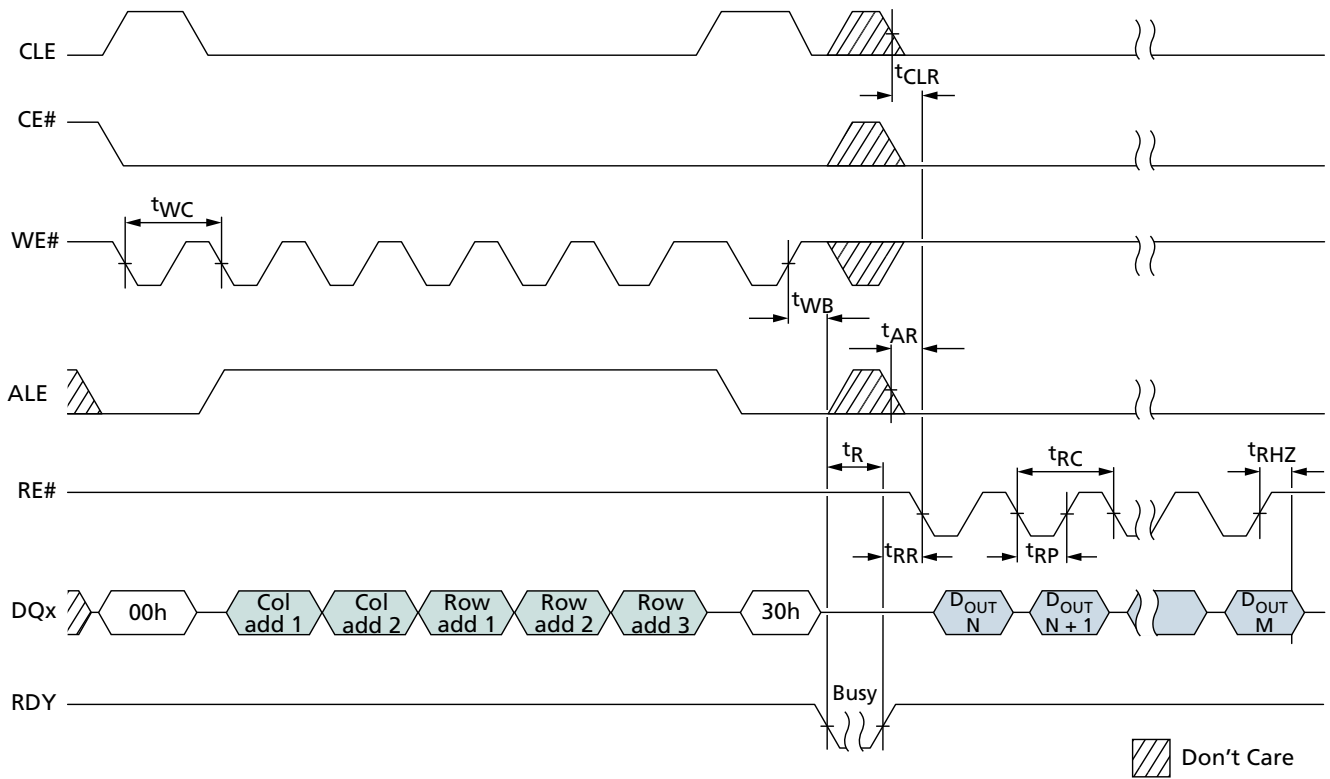 CLE
tCLR
CE#
tWC
WE#
tWB
tAR
ALE
tR
tRC
tRHZ
RE#
tRR
tRP
DQx
00h
Col
add 1
Col
add 2
Row
add 1
Row
add 2
Row
add 3
30h
DOUT
N
DOUT
N + 1
DOUT
M
RDY
Busy
Don't Care